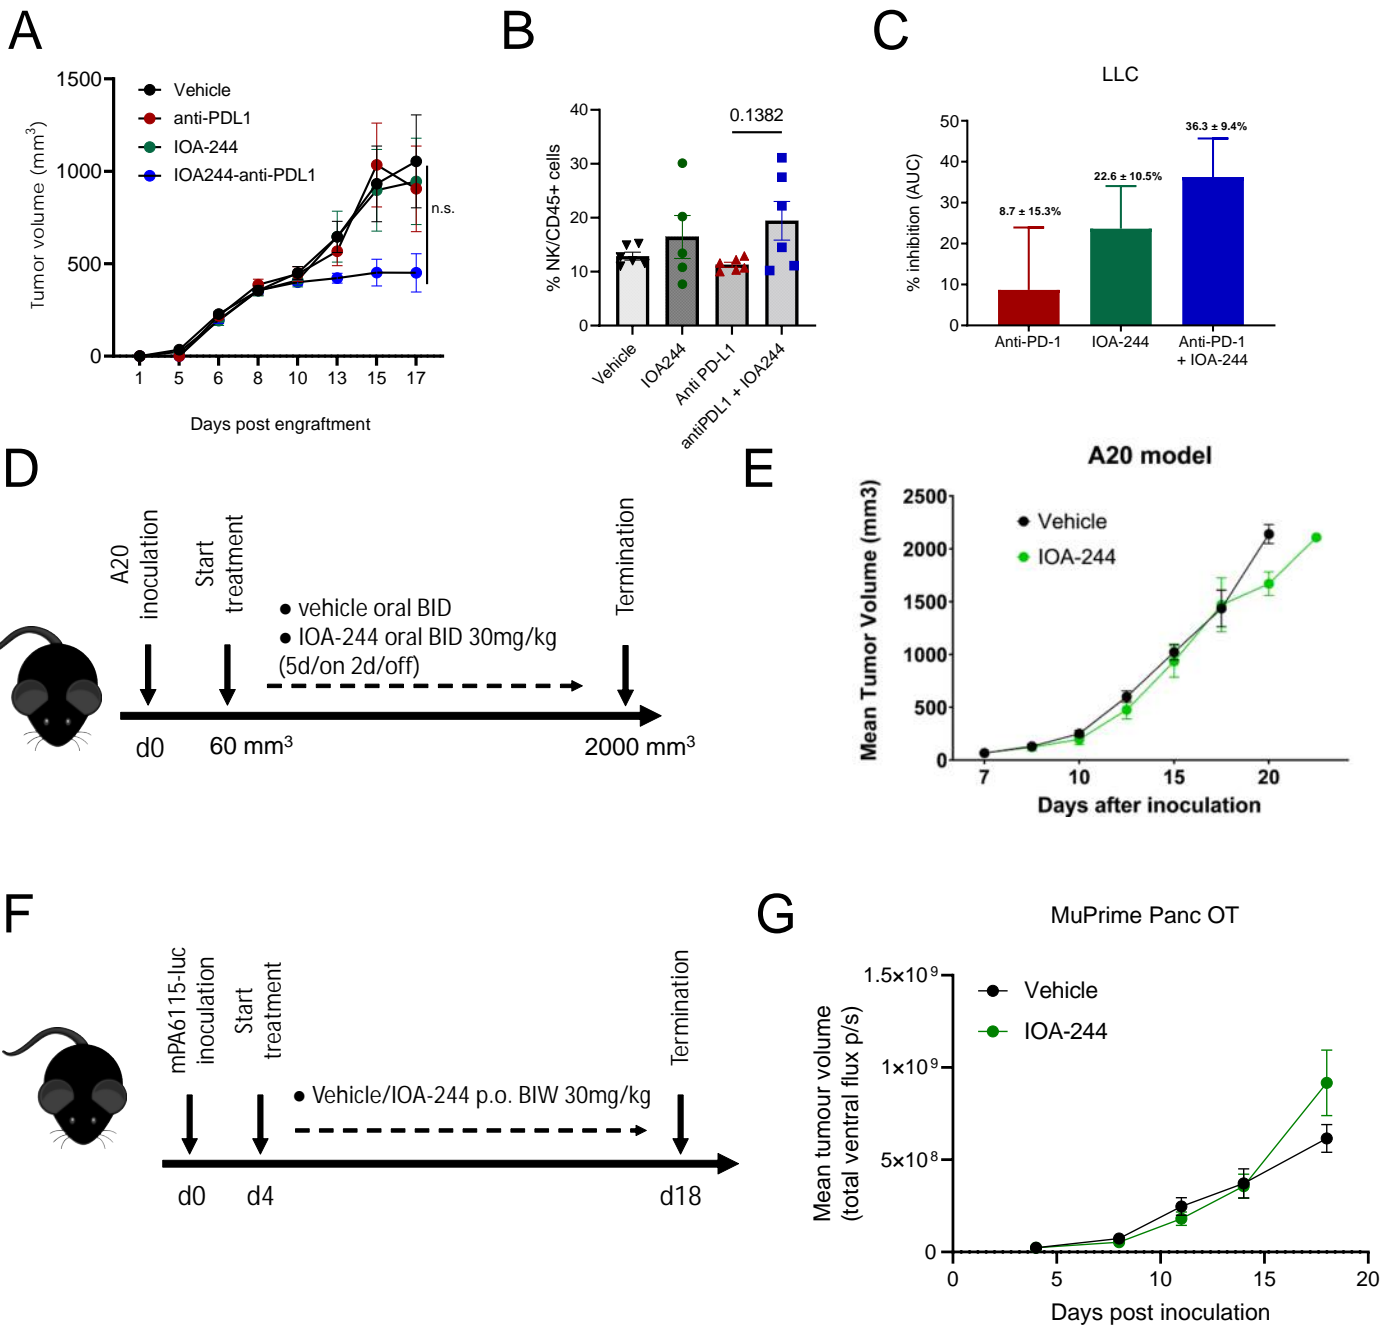 A
1500
1000
500
0
Tumor volume (mm³)
Vehicle
anti-PDL1
IOA-244
IOA244-anti-PDL1
n.s.
1 5 6 8 10 13 15 17
Days post engraftment
B
40
30
20
10
0
% NK/CD45+ cells
0.1382
Vehicle
IOA244
Anti PD-L1
antiPDL1 + IOA244
C
LLC
50
40
30
20
10
0
% inhibition (AUC)
8.7 ± 15.3%
22.6 ± 10.5%
36.3 ± 9.4%
Anti-PD-1
IOA-244
Anti-PD-1
+ IOA-244
D
A20
inoculation
Start
treatment
● vehicle oral BID
● IOA-244 oral BID 30mg/kg
(5d/on 2d/off)
Termination
d0
60 mm³
2000 mm³
E
A20 model
2500
2000
1500
1000
500
0
Mean Tumor Volume (mm3)
Vehicle
IOA-244
7 10 15 20
Days after inoculation
F
mPA6115-luc
inoculation
Start
treatment
● Vehicle/IOA-244 p.o. BIW 30mg/kg
Termination
d0
d4
d18
G
MuPrime Panc OT
1.5×10⁹
1×10⁹
5×10⁸
0
Mean tumour volume
(total ventral flux p/s)
Vehicle
IOA-244
0 5 10 15 20
Days post inoculation